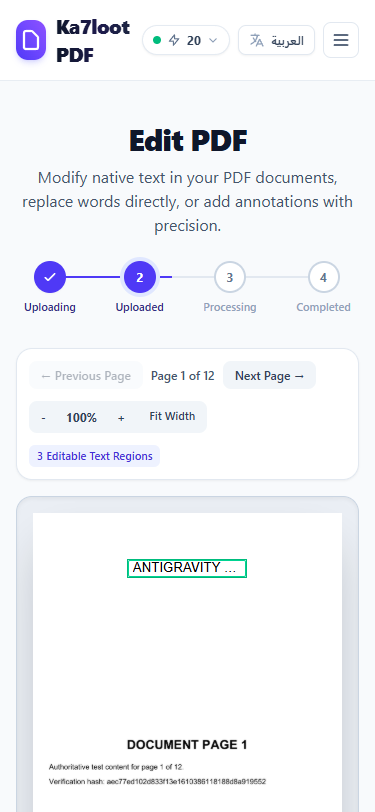 Ka7loot PDF
20
العربية
Edit PDF
Modify native text in your PDF documents,
replace words directly, or add annotations with
precision.
2
3
4
Uploading
Uploaded
Processing
Completed
← Previous Page
Page 1 of 12
Next Page →
-
100%
+
Fit Width
3 Editable Text Regions
ANTIGRAVITY ...
DOCUMENT PAGE 1
Authoritative test content for page 1 of 12.
Verification hash: aec77ed102d833f13e1610386118188d8a919552